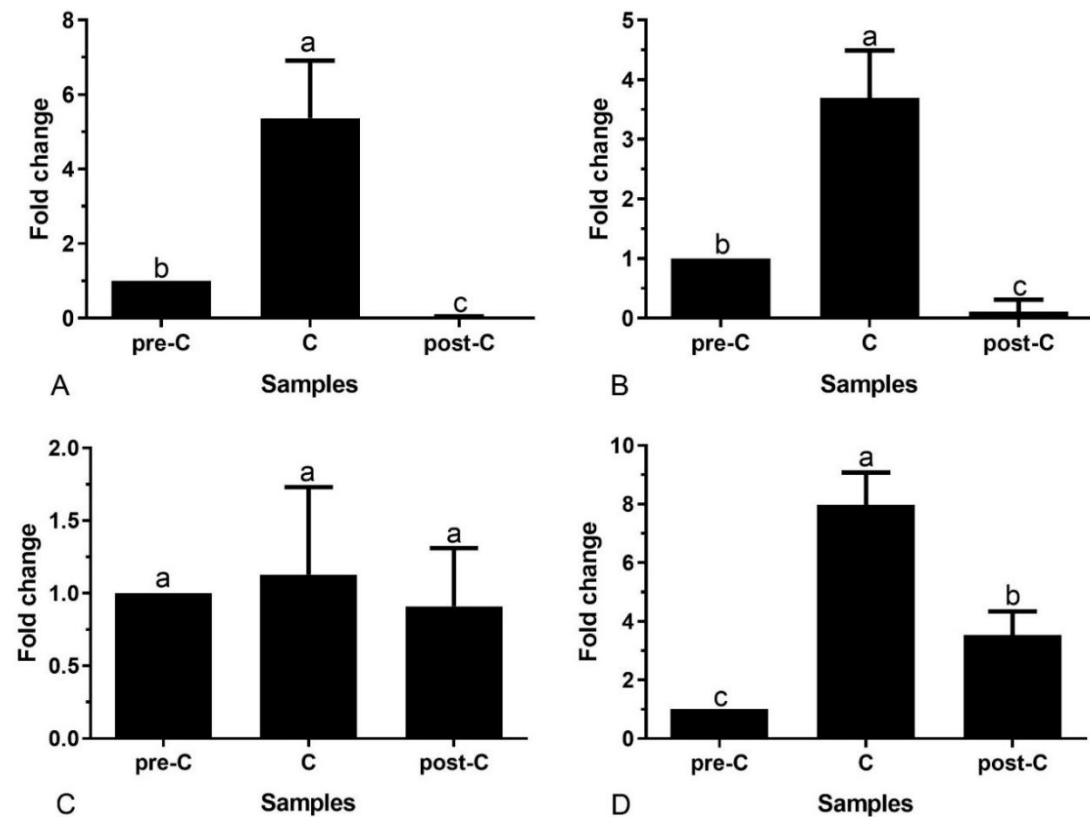 8
6
4
2
0
Fold change
b
a
c
pre-C
C
post-C
A
Samples
5
4
3
2
1
0
Fold change
b
a
c
pre-C
C
post-C
B
Samples
2.0
1.5
1.0
0.5
0.0
Fold change
a
a
a
pre-C
C
post-C
C
Samples
10
8
6
4
2
0
Fold change
c
a
b
pre-C
C
post-C
D
Samples